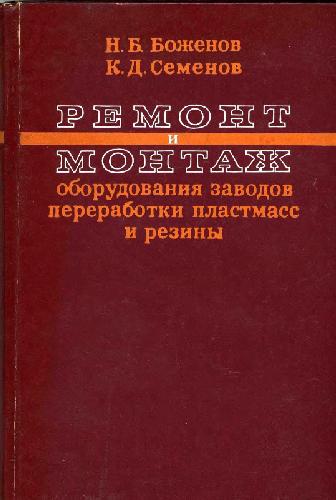 Н. Б. Боженов
К. Д. Семенов
РЕМОНТ
и
МОНТАЖ
оборудования заводов
переработки пластмасс
и резины